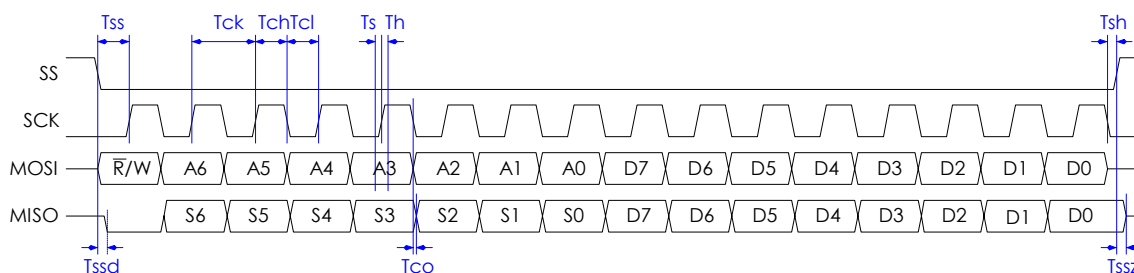 Tss Tck Tch Tcl Ts Th Tsh
SS
SCK
MOSI R̅/W A6 A5 A4 A3 A2 A1 A0 D7 D6 D5 D4 D3 D2 D1 D0
MISO S6 S5 S4 S3 S2 S1 S0 D7 D6 D5 D4 D3 D2 D1 D0
Tssd Tco Tssz